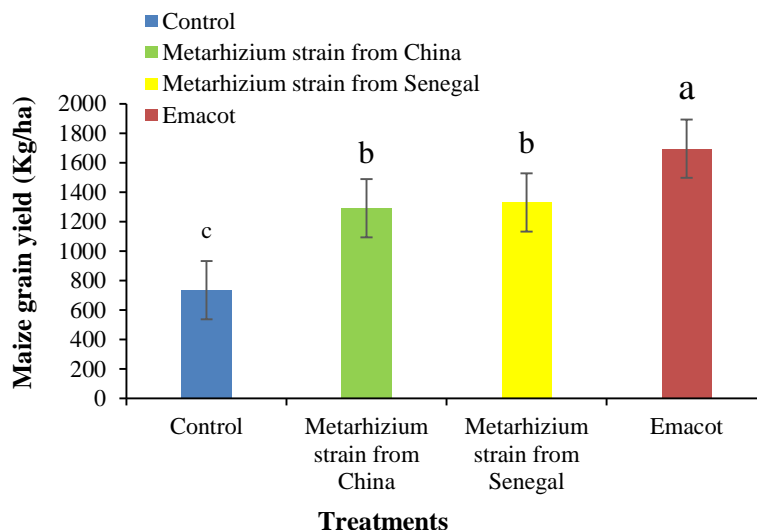 Control
Metarhizium strain from China
Metarhizium strain from Senegal
Emacot
Maize grain yield (Kg/ha)
2000
1800
1600
1400
1200
1000
800
600
400
200
0
c
b
b
a
Control
Metarhizium
strain from
China
Metarhizium
strain from
Senegal
Emacot
Treatments